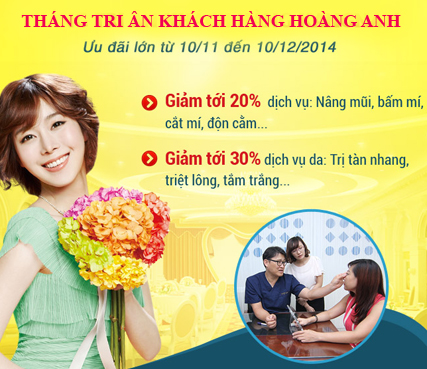 THÁNG TRI ÂN KHÁCH HÀNG HOÀNG ANH
Ưu đãi lớn từ 10/11 đến 10/12/2014
Giảm tới 20% dịch vụ: Nâng mũi, bấm mí,
cắt mí, độn cằm...
Giảm tới 30% dịch vụ da: Trị tàn nhang,
triệt lông, tắm trắng...